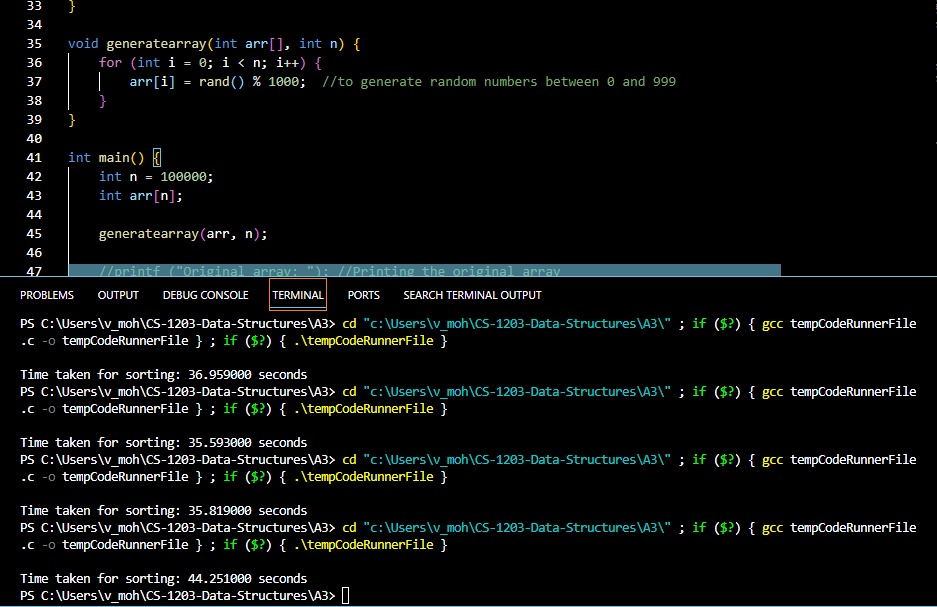 33 }
34
35 void generatearray(int arr[], int n) {
36 for (int i = 0; i < n; i++) {
37 arr[i] = rand() % 1000; //to generate random numbers between 0 and 999
38 }
39 }
40
41 int main() {
42 int n = 100000;
43 int arr[n];
44
45 generatearray(arr, n);
46
47 //printf ("Original array: "); //Printing the original array
PROBLEMS OUTPUT DEBUG CONSOLE TERMINAL PORTS SEARCH TERMINAL OUTPUT
PS C:\Users\v_moh\CS-1203-Data-Structures\A3> cd "c:\Users\v_moh\CS-1203-Data-Structures\A3\" ; if ($?) { gcc tempCodeRunnerFile
.c -o tempCodeRunnerFile } ; if ($?) { .\tempCodeRunnerFile }
Time taken for sorting: 36.959000 seconds
PS C:\Users\v_moh\CS-1203-Data-Structures\A3> cd "c:\Users\v_moh\CS-1203-Data-Structures\A3\" ; if ($?) { gcc tempCodeRunnerFile
.c -o tempCodeRunnerFile } ; if ($?) { .\tempCodeRunnerFile }
Time taken for sorting: 35.593000 seconds
PS C:\Users\v_moh\CS-1203-Data-Structures\A3> cd "c:\Users\v_moh\CS-1203-Data-Structures\A3\" ; if ($?) { gcc tempCodeRunnerFile
.c -o tempCodeRunnerFile } ; if ($?) { .\tempCodeRunnerFile }
Time taken for sorting: 35.819000 seconds
PS C:\Users\v_moh\CS-1203-Data-Structures\A3> cd "c:\Users\v_moh\CS-1203-Data-Structures\A3\" ; if ($?) { gcc tempCodeRunnerFile
.c -o tempCodeRunnerFile } ; if ($?) { .\tempCodeRunnerFile }
Time taken for sorting: 44.251000 seconds
PS C:\Users\v_moh\CS-1203-Data-Structures\A3>